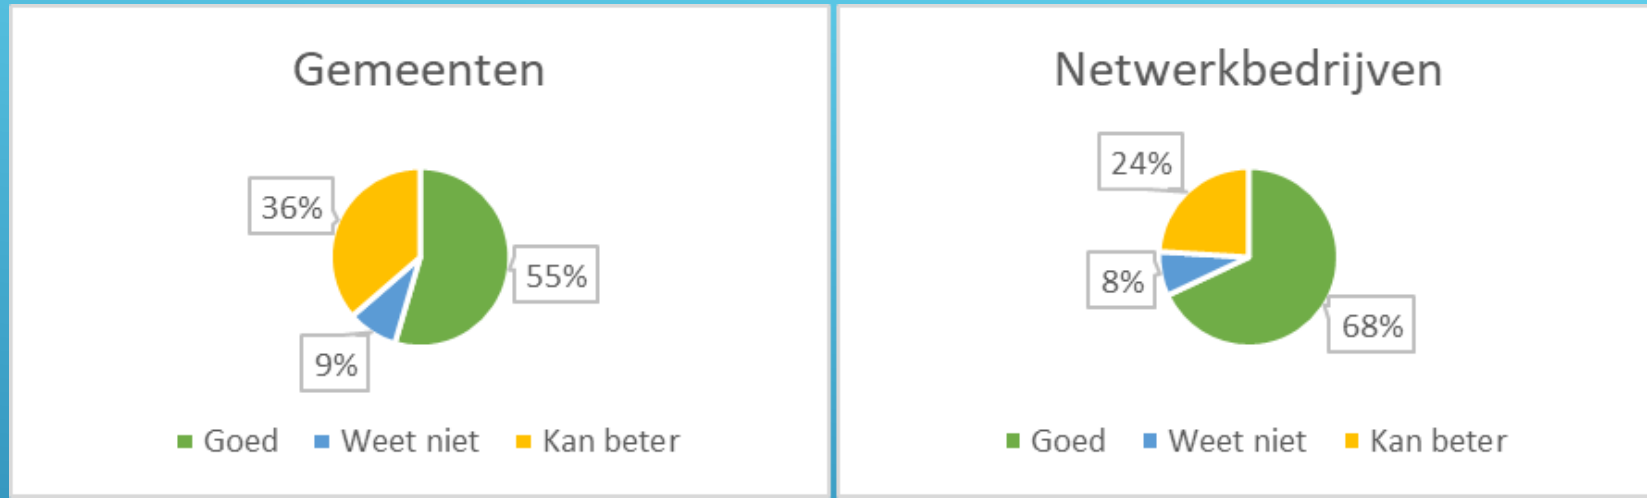 Gemeenten
36%
55%
9%
Goed Weet niet Kan beter
Netwerkbedrijven
24%
8%
68%
Goed Weet niet Kan beter